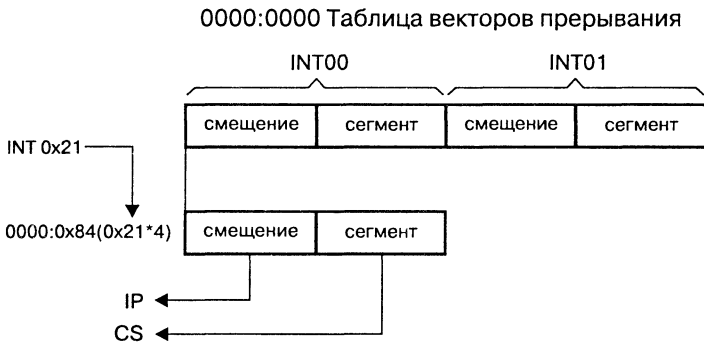 0000:0000 Таблица векторов прерывания
INT00 INT01
смещение сегмент смещение сегмент
INT 0x21
0000:0x84(0x21*4) смещение сегмент
IP
CS